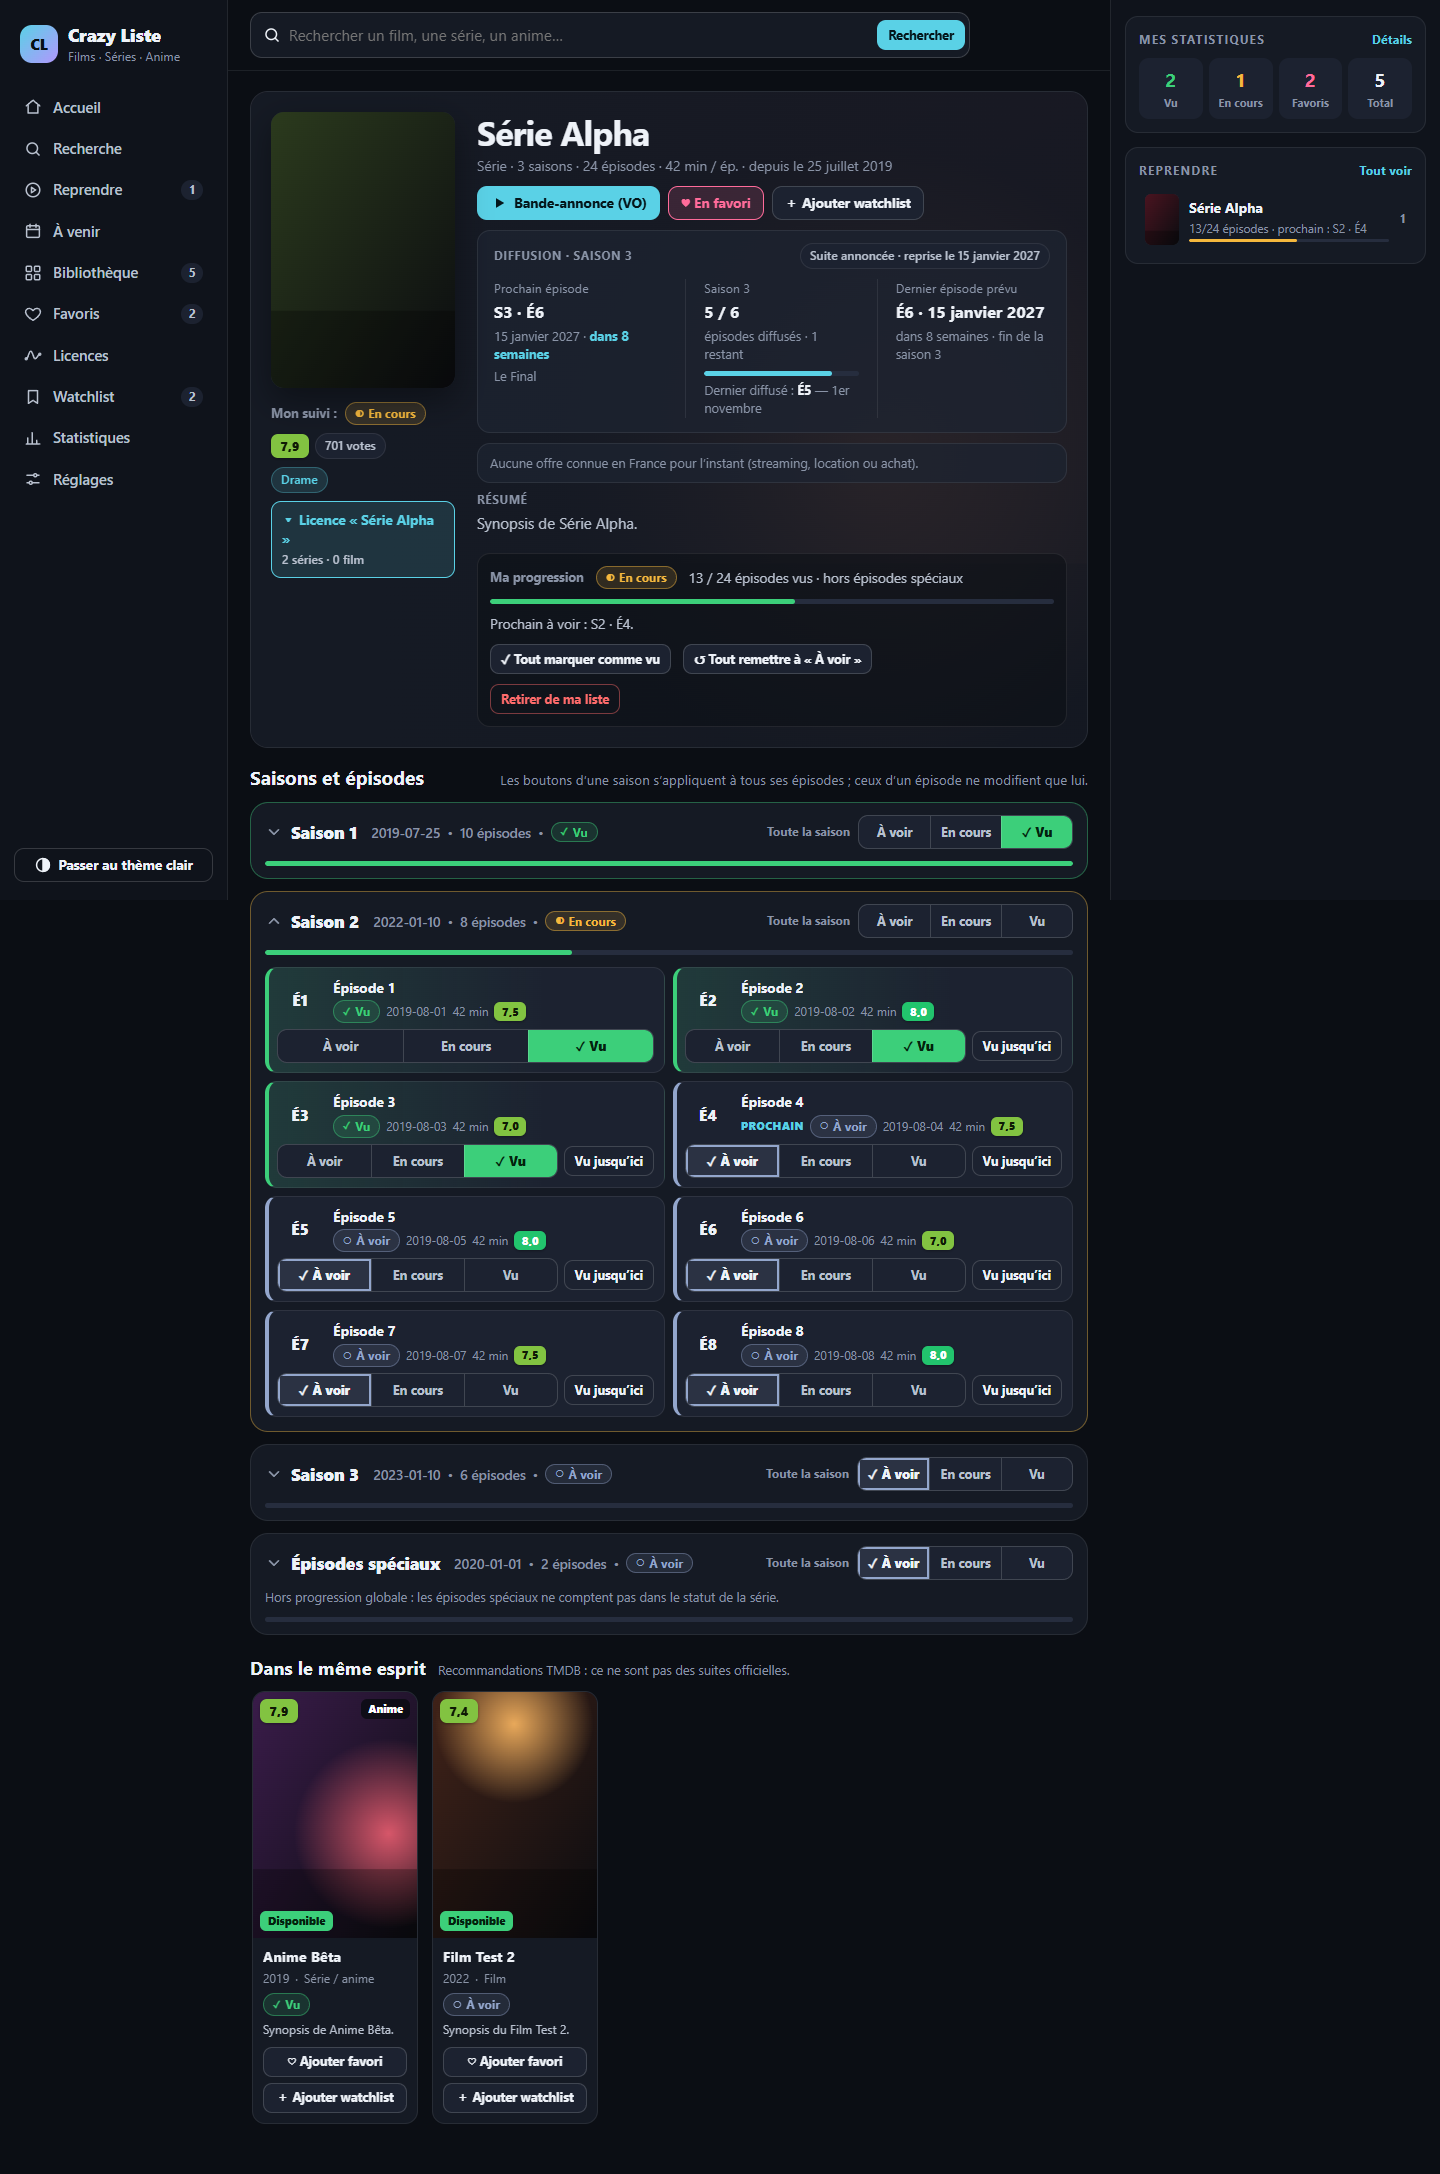 CL
Crazy Liste
Films · Séries · Anime
Accueil
Recherche
Reprendre 1
À venir
Bibliothèque 5
Favoris 2
Licences
Watchlist 2
Statistiques
Réglages
Passer au thème clair
Rechercher un film, une série, un anime...
Rechercher
Série Alpha
Série · 3 saisons · 24 épisodes · 42 min / ép. · depuis le 25 juillet 2019
▶ Bande-annonce (VO)
♥ En favori
+ Ajouter watchlist
DIFFUSION · SAISON 3
Suite annoncée · reprise le 15 janvier 2027
Prochain épisode
S3 · É6
15 janvier 2027 · dans 8
semaines
Le Final
Saison 3
5 / 6
épisodes diffusés · 1
restant
Dernier diffusé : É5 — 1er
novembre
Dernier épisode prévu
É6 · 15 janvier 2027
dans 8 semaines · fin de la
saison 3
Mon suivi : En cours
7,9 701 votes
Drame
Licence « Série Alpha
»
2 séries · 0 film
Aucune offre connue en France pour l'instant (streaming, location ou achat).
RÉSUMÉ
Synopsis de Série Alpha.
Ma progression En cours 13 / 24 épisodes vus · hors épisodes spéciaux
Prochain à voir : S2 · É4.
✓ Tout marquer comme vu
↺ Tout remettre à « À voir »
Retirer de ma liste
Saisons et épisodes
Les boutons d'une saison s'appliquent à tous ses épisodes ; ceux d'un épisode ne modifient que lui.
Saison 1 2019-07-25 • 10 épisodes • ✓ Vu
Toute la saison À voir En cours ✓ Vu
Saison 2 2022-01-10 • 8 épisodes • En cours
Toute la saison À voir En cours Vu
É1
Épisode 1
✓ Vu 2019-08-01 42 min 7,5
À voir En cours ✓ Vu
É2
Épisode 2
✓ Vu 2019-08-02 42 min 8,0
À voir En cours ✓ Vu Vu jusqu'ici
É3
Épisode 3
✓ Vu 2019-08-03 42 min 7,0
À voir En cours ✓ Vu Vu jusqu'ici
É4
Épisode 4
PROCHAIN ○ À voir 2019-08-04 42 min 7,5
✓ À voir En cours Vu Vu jusqu'ici
É5
Épisode 5
○ À voir 2019-08-05 42 min 8,0
✓ À voir En cours Vu Vu jusqu'ici
É6
Épisode 6
○ À voir 2019-08-06 42 min 7,0
✓ À voir En cours Vu Vu jusqu'ici
É7
Épisode 7
○ À voir 2019-08-07 42 min 7,5
✓ À voir En cours Vu Vu jusqu'ici
É8
Épisode 8
○ À voir 2019-08-08 42 min 8,0
✓ À voir En cours Vu Vu jusqu'ici
Saison 3 2023-01-10 • 6 épisodes • ○ À voir
Toute la saison ✓ À voir En cours Vu
Épisodes spéciaux 2020-01-01 • 2 épisodes • ○ À voir
Toute la saison ✓ À voir En cours Vu
Hors progression globale : les épisodes spéciaux ne comptent pas dans le statut de la série.
Dans le même esprit Recommandations TMDB : ce ne sont pas des suites officielles.
7,9 Anime
Disponible
Anime Bêta
2019 · Série / anime
✓ Vu
Synopsis de Anime Bêta.
♡ Ajouter favori
+ Ajouter watchlist
7,4
Disponible
Film Test 2
2022 · Film
○ À voir
Synopsis du Film Test 2.
♡ Ajouter favori
+ Ajouter watchlist
MES STATISTIQUES Détails
2 Vu
1 En cours
2 Favoris
5 Total
REPRENDRE Tout voir
Série Alpha
13/24 épisodes · prochain : S2 · É4
1